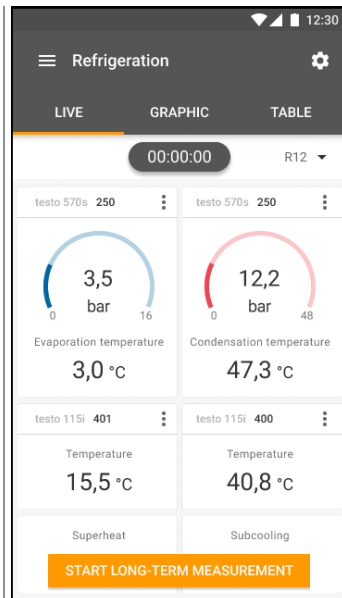 12:30
Refrigeration
LIVE GRAPHIC TABLE
00:00:00 R12
testo 570s 250 testo 570s 250
3,5 12,2
bar bar
0 16 0 48
Evaporation temperature Condensation temperature
3,0 °C 47,3 °C
testo 115i 401 testo 115i 400
Temperature Temperature
15,5 °C 40,8 °C
Superheat Subcooling
START LONG-TERM MEASUREMENT